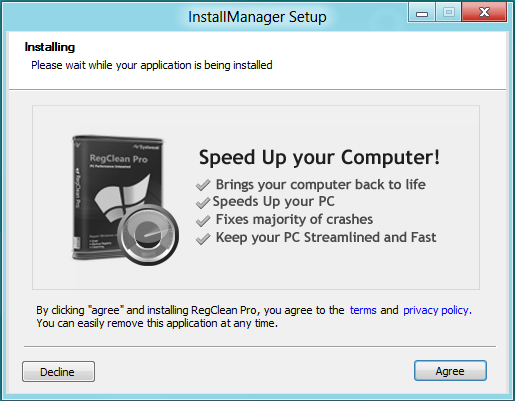 InstallManager Setup
Installing
Please wait while your application is being installed
Systweak
RegClean Pro
Speed Up your Computer!
Brings your computer back to life
Speeds Up your PC
Fixes majority of crashes
Keep your PC Streamlined and Fast
By clicking "agree" and installing RegClean Pro, you agree to the terms and privacy policy.
You can easily remove this application at any time.
Decline
Agree